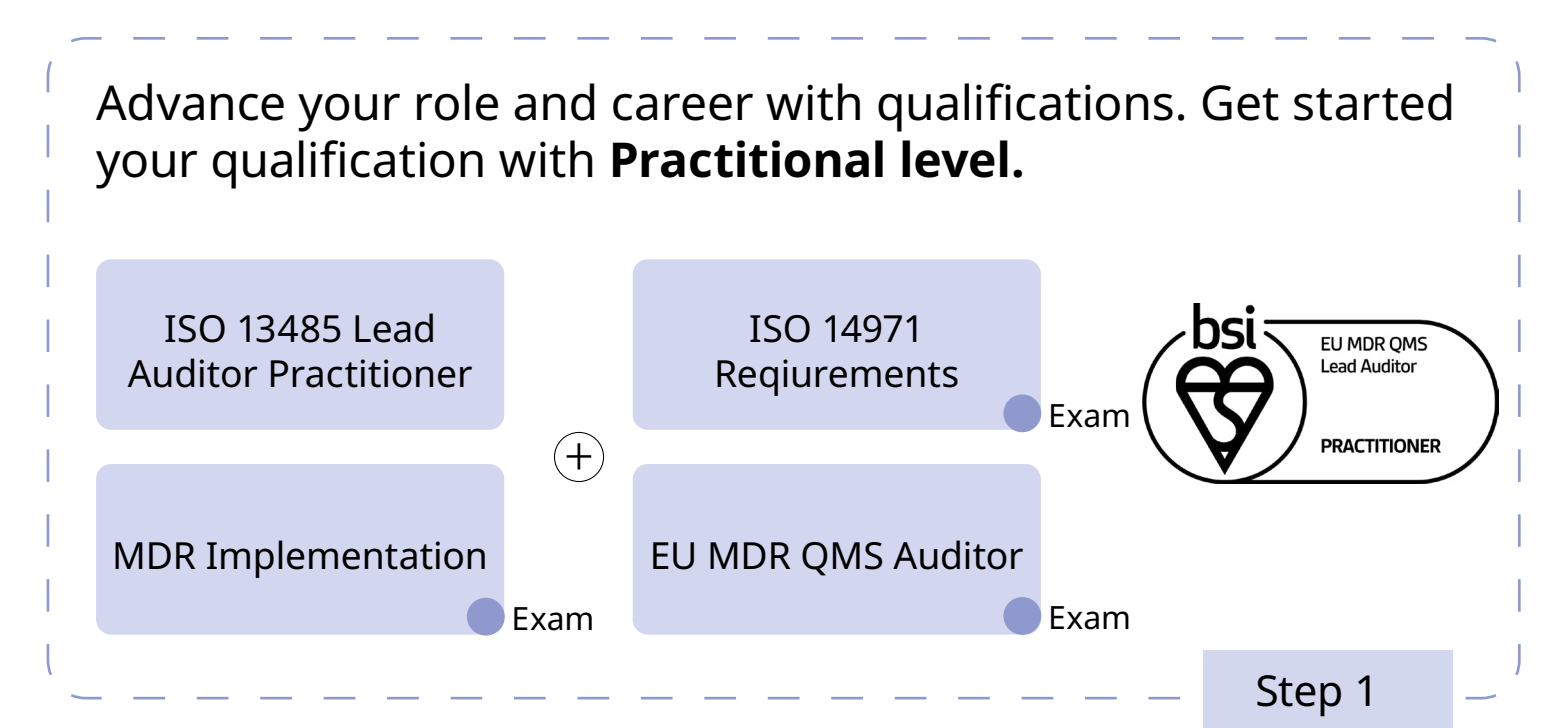 Advance your role and career with qualifications. Get started
your qualification with Practitional level.
ISO 13485 Lead
Auditor Practitioner
ISO 14971
Reqiurements
Exam
MDR Implementation
Exam
EU MDR QMS Auditor
Exam
bsi
EU MDR QMS
Lead Auditor
PRACTITIONER
Step 1